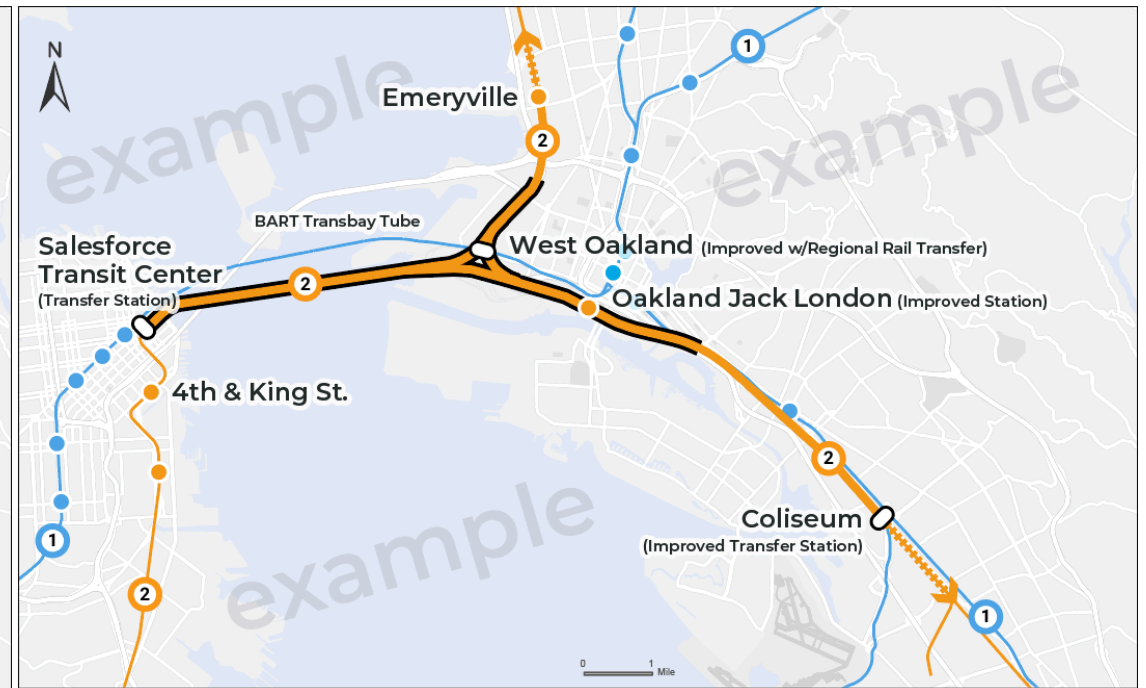 N
example
example
1
Emeryville
2
BART Transbay Tube
Salesforce
Transit Center
(Transfer Station)
West Oakland (Improved w/Regional Rail Transfer)
2
Oakland Jack London (Improved Station)
4th & King St.
2
example
Coliseum
(Improved Transfer Station)
1
2
1
0 1
Mile